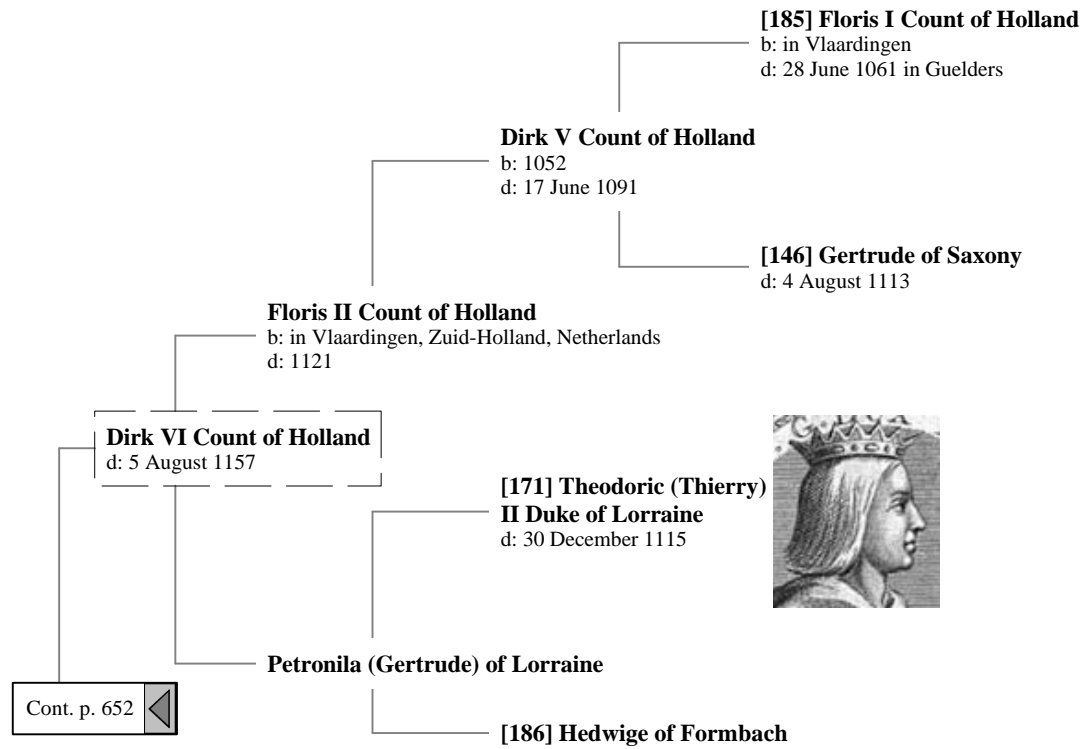 [185] Floris I Count of Holland
b: in Vlaardingen
d: 28 June 1061 in Guelders
Dirk V Count of Holland
b: 1052
d: 17 June 1091
[146] Gertrude of Saxony
d: 4 August 1113
Floris II Count of Holland
b: in Vlaardingen, Zuid-Holland, Netherlands
d: 1121
Dirk VI Count of Holland
d: 5 August 1157
[171] Theodoric (Thierry)
II Duke of Lorraine
d: 30 December 1115
Petronila (Gertrude) of Lorraine
Cont. p. 652
[186] Hedwige of Formbach